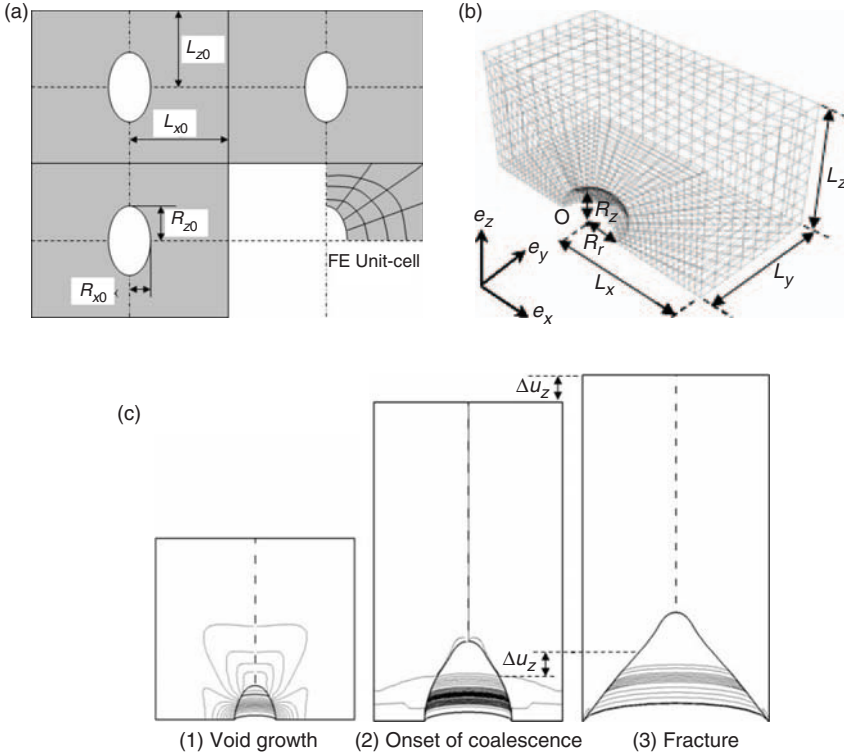 (a)
L_z0
L_x0
R_z0
R_x0
FE Unit-cell
(b)
L_z
O
R_z
R_r
e_z
e_y
L_x
L_y
e_x
(c)
Δu_z
Δu_z
(1) Void growth
(2) Onset of coalescence
(3) Fracture